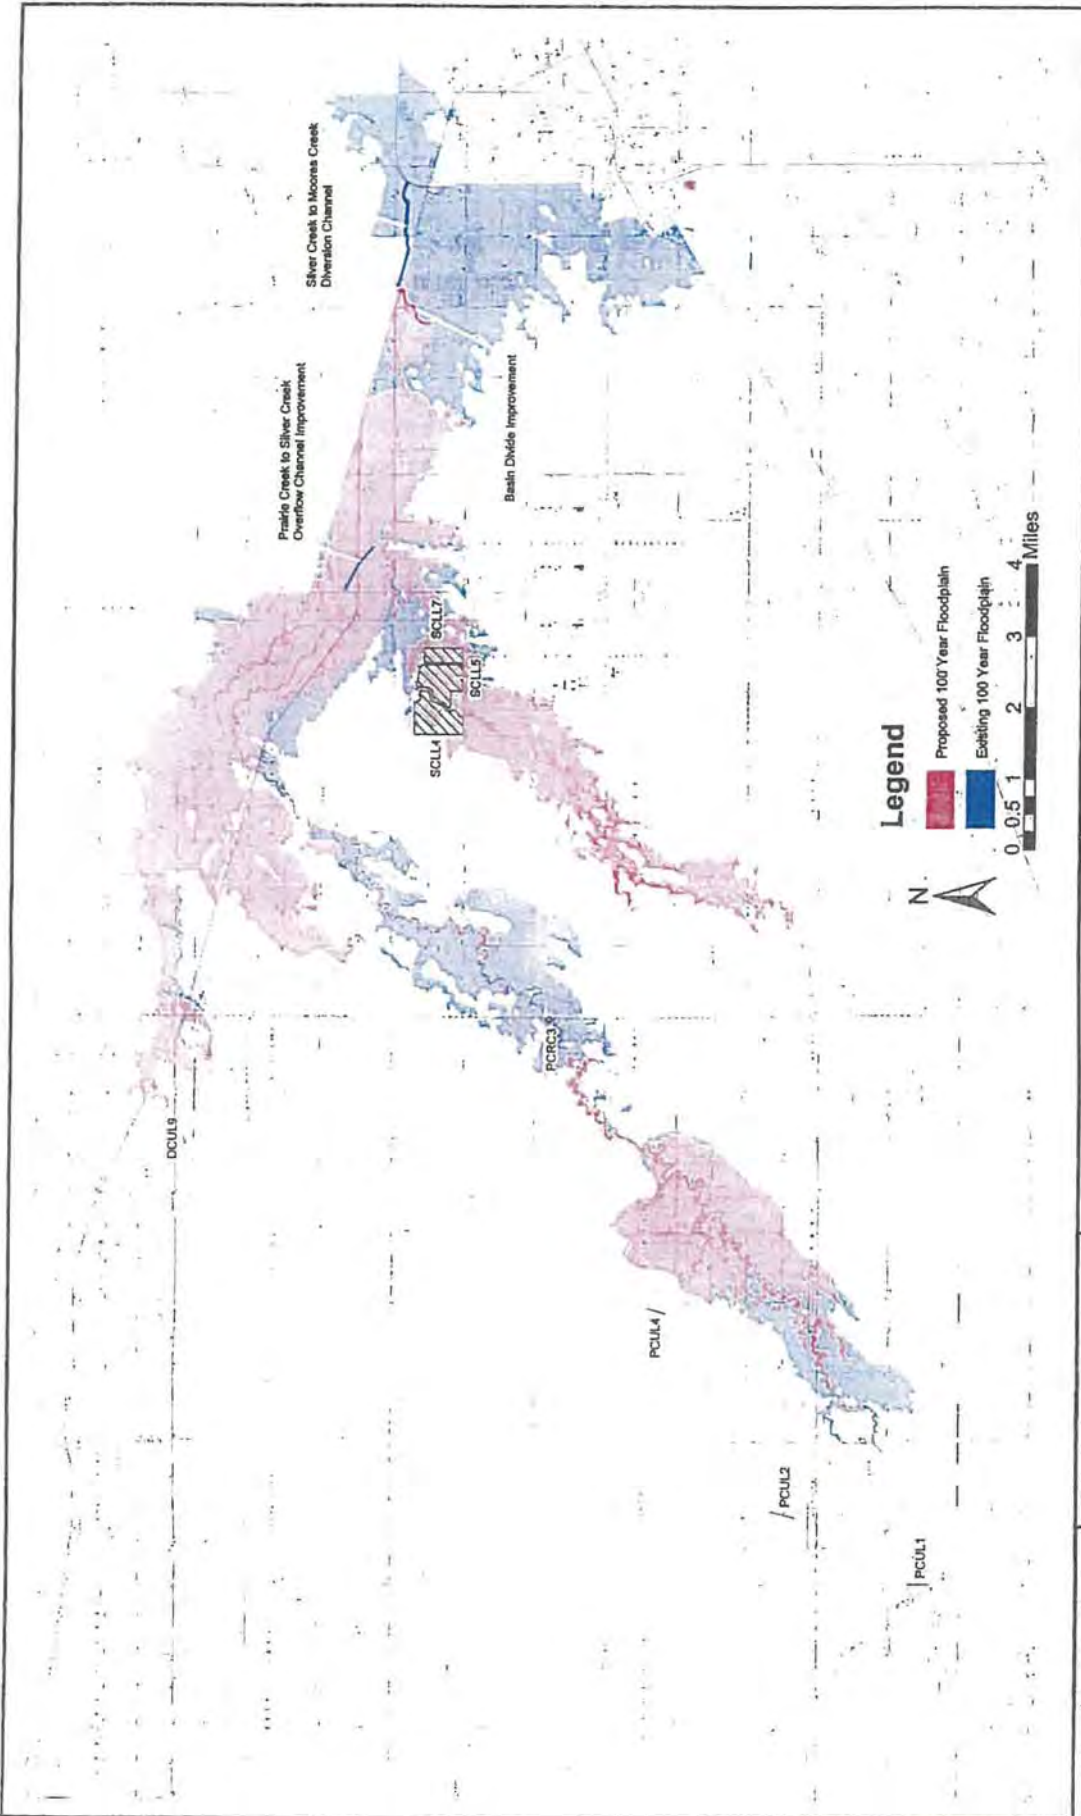 Silver Creek to Moores Creek
Diversion Channel
Prairie Creek to Silver Creek
Overflow Channel Improvement
Basin Divide Improvement
SCLL7
SCLL5
SCLL4
DCUL9
PCRC3
PCUL4
PCUL2
PCUL1
N
Legend
Proposed 100 Year Floodplain
Existing 100 Year Floodplain
0 0.5 1 2 3 4
Miles